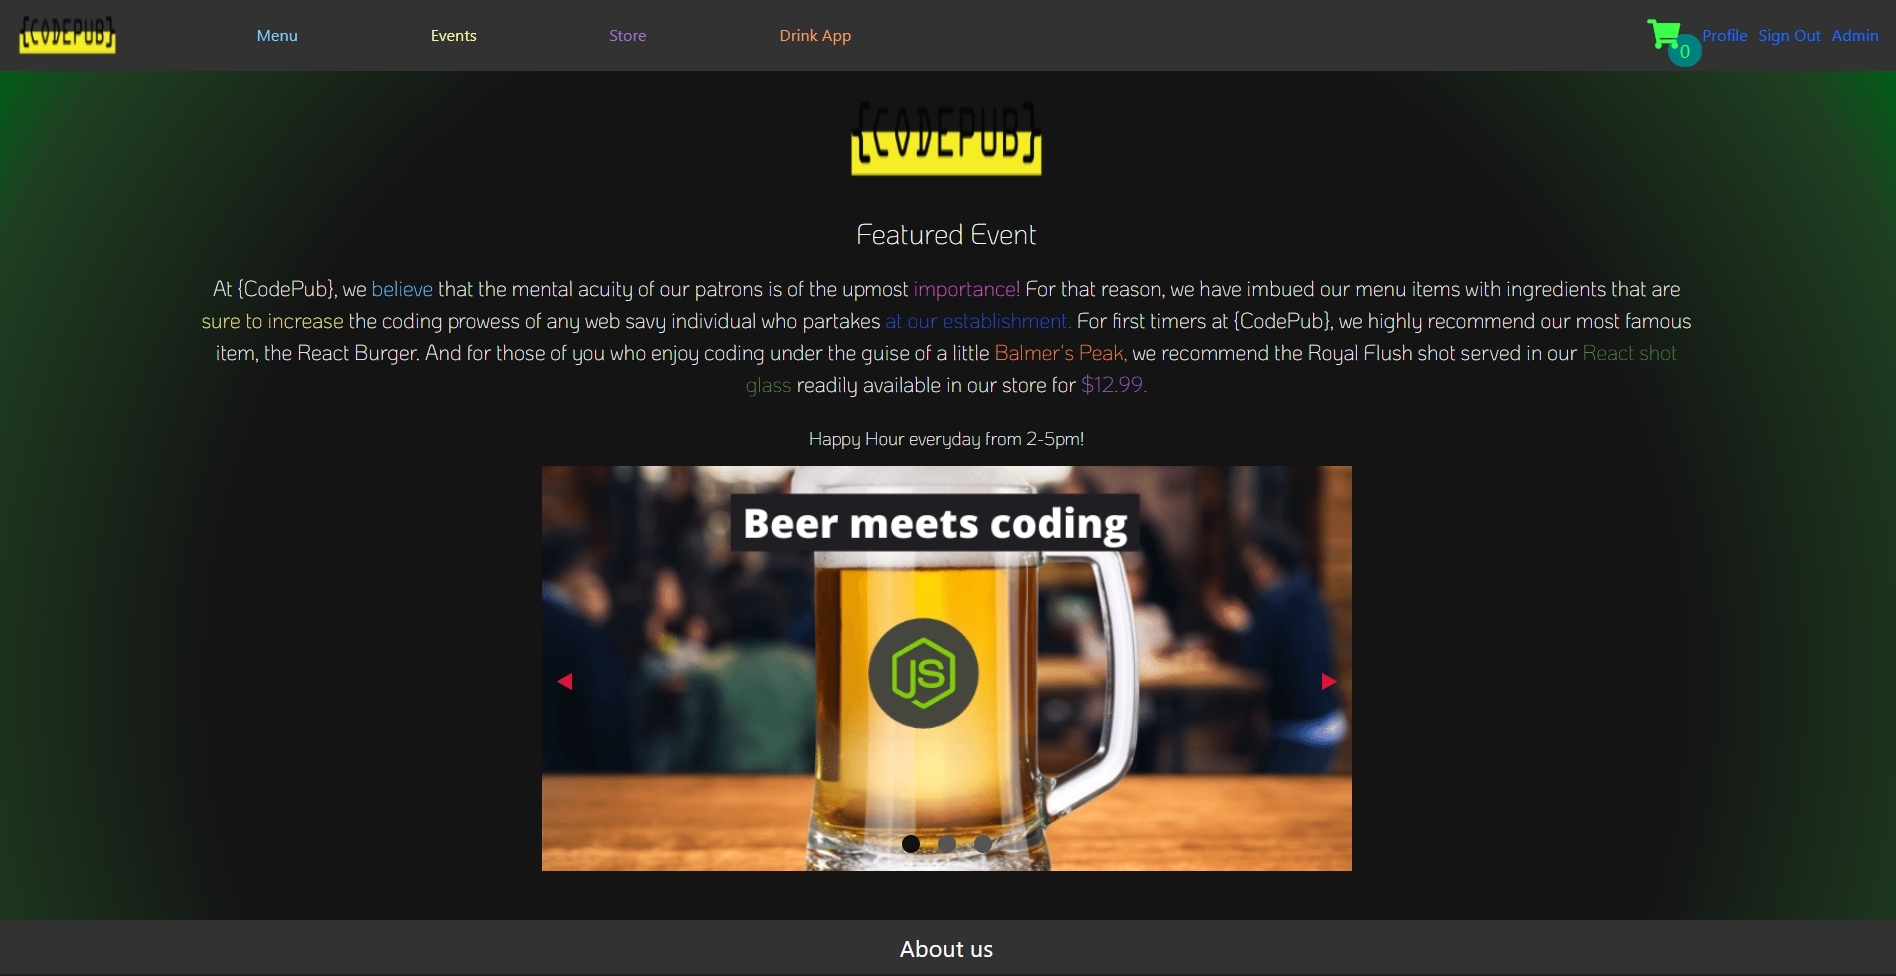 {CODEPUB}
Menu
Events
Store
Drink App
0
Profile
Sign Out
Admin
{CODEPUB}
Featured Event
At {CodePub}, we believe that the mental acuity of our patrons is of the upmost importance! For that reason, we have imbued our menu items with ingredients that are
sure to increase the coding prowess of any web savy individual who partakes at our establishment. For first timers at {CodePub}, we highly recommend our most famous
item, the React Burger. And for those of you who enjoy coding under the guise of a little Balmer's Peak, we recommend the Royal Flush shot served in our React shot
glass readily available in our store for $12.99.
Happy Hour everyday from 2-5pm!
Beer meets coding
JS
About us